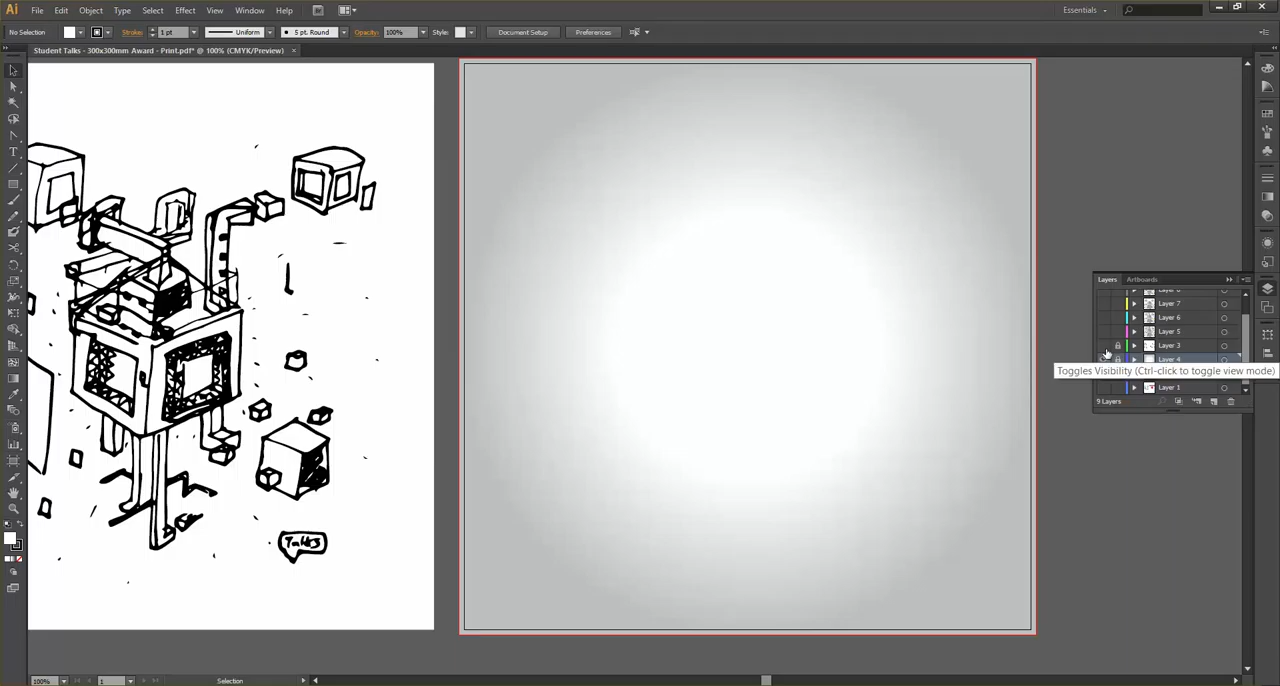 Ai File Edit Object Type Select Effect View Window Help Br Essentials
No Selection Stroke: 1 pt Uniform 5 pt. Round Opacity: 100% Style: Document Setup Preferences
Student Talks - 300x300mm Award - Print.pdf* @ 100% (CMYK/Preview)
Layers Artboards
Layer 7
Layer 6
Layer 5
Layer 3
Layer 4
Toggles Visibility (Ctrl-click to toggle view mode)
Layer 1
9 Layers
Talks
100% 1 Selection